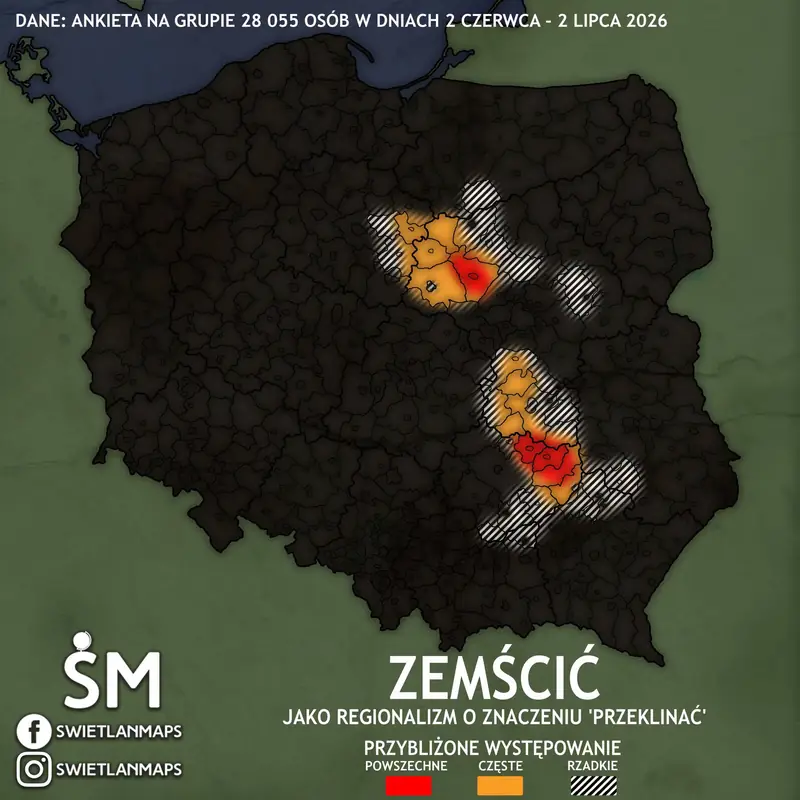 DANE: ANKIETA NA GRUPIE 28 055 OSÓB W DNIACH 2 CZERWCA - 2 LIPCA 2026
ŚM
SWIETLANMAPS
SWIETLANMAPS
ZEMŚCIĆ
JAKO REGIONALIZM O ZNACZENIU 'PRZEKLINAĆ'
PRZYBLIŻONE WYSTĘPOWANIE
POWSZECHNE CZĘSTE RZADKIE